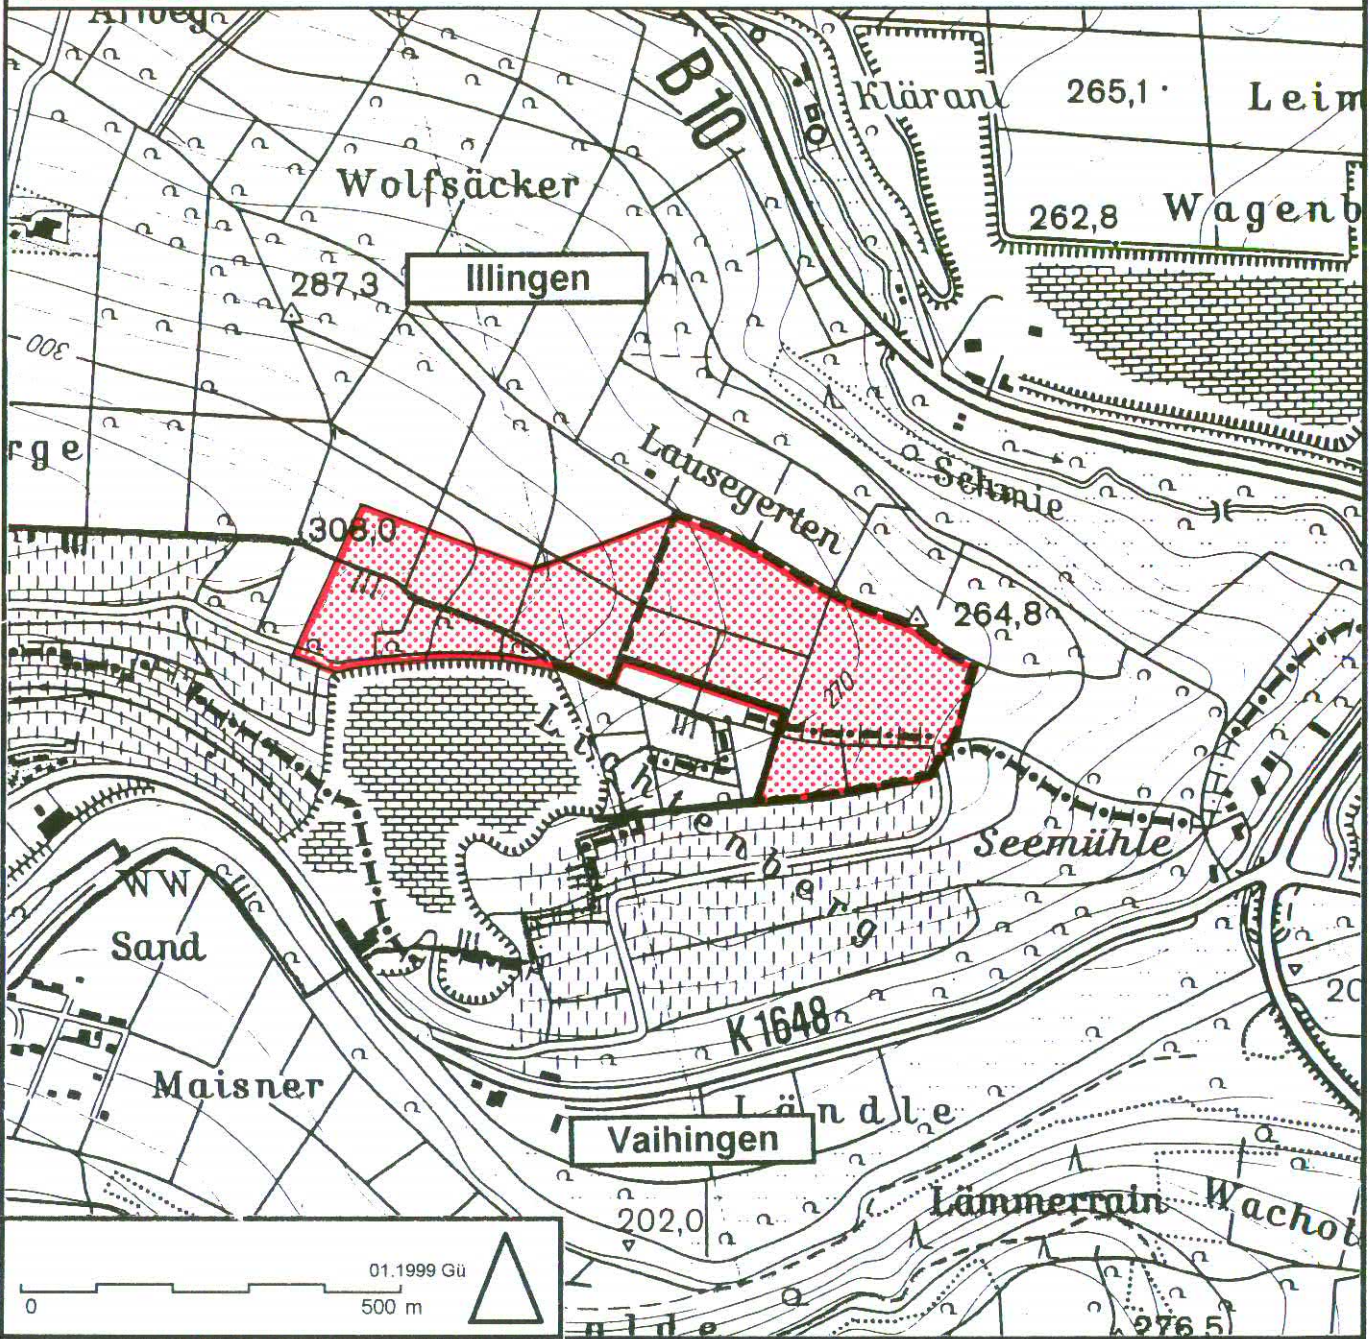 B 10
Kläranl
265,1
Leim
Wolfsäcker
262,8
Wagenb
287,3
Illingen
300
rge
Lausegerten
Schmie
308,0
264,8
270
Lichtenberg
Seemühle
WW
Sand
K 1648
20
Maisner
Ländle
Vaihingen
Lämmerrain
Wachol
202,0
01.1999 Gü
0
500 m
276,5